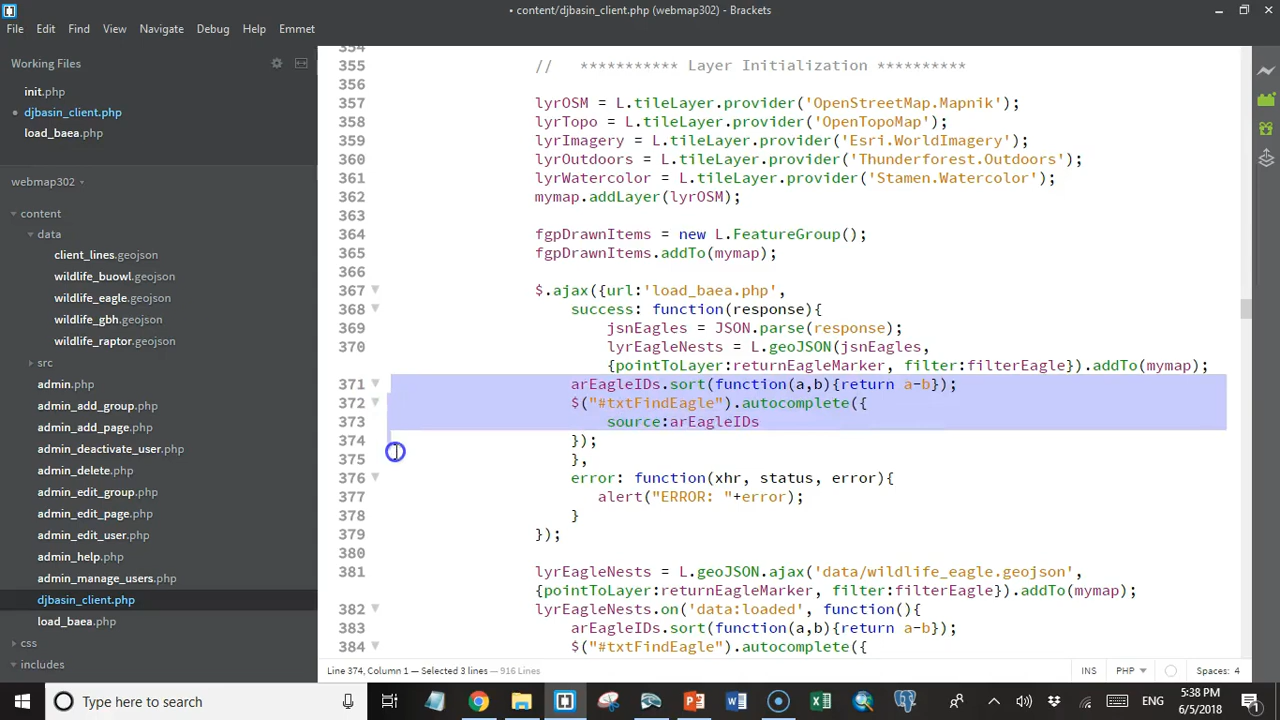 • content/djbasin_client.php (webmap302) - Brackets
File Edit Find View Navigate Debug Help Emmet
Working Files
init.php
• djbasin_client.php
load_baea.php
webmap302
content
data
client_lines.geojson
wildlife_buowl.geojson
wildlife_eagle.geojson
wildlife_gbh.geojson
wildlife_raptor.geojson
src
admin.php
admin_add_group.php
admin_add_page.php
admin_deactivate_user.php
admin_delete.php
admin_edit_group.php
admin_edit_page.php
admin_edit_user.php
admin_help.php
admin_manage_users.php
djbasin_client.php
load_baea.php
css
includes
354
355 // *********** Layer Initialization **********
356
357 lyrOSM = L.tileLayer.provider('OpenStreetMap.Mapnik');
358 lyrTopo = L.tileLayer.provider('OpenTopoMap');
359 lyrImagery = L.tileLayer.provider('Esri.WorldImagery');
360 lyrOutdoors = L.tileLayer.provider('Thunderforest.Outdoors');
361 lyrWatercolor = L.tileLayer.provider('Stamen.Watercolor');
362 mymap.addLayer(lyrOSM);
363
364 fgpDrawnItems = new L.FeatureGroup();
365 fgpDrawnItems.addTo(mymap);
366
367 $.ajax({url:'load_baea.php',
368 success: function(response){
369 jsnEagles = JSON.parse(response);
370 lyrEagleNests = L.geoJSON(jsnEagles,
{pointToLayer:returnEagleMarker, filter:filterEagle}).addTo(mymap);
371 arEagleIDs.sort(function(a,b){return a-b});
372 $("#txtFindEagle").autocomplete({
373 source:arEagleIDs
374 });
375 },
376 error: function(xhr, status, error){
377 alert("ERROR: "+error);
378 }
379 });
380
381 lyrEagleNests = L.geoJSON.ajax('data/wildlife_eagle.geojson',
{pointToLayer:returnEagleMarker, filter:filterEagle}).addTo(mymap);
382 lyrEagleNests.on('data:loaded', function(){
383 arEagleIDs.sort(function(a,b){return a-b});
384 $("#txtFindEagle").autocomplete({
Line 374, Column 1 — Selected 3 lines — 916 Lines
INS PHP Spaces: 4
Type here to search
ENG
5:38 PM
6/5/2018